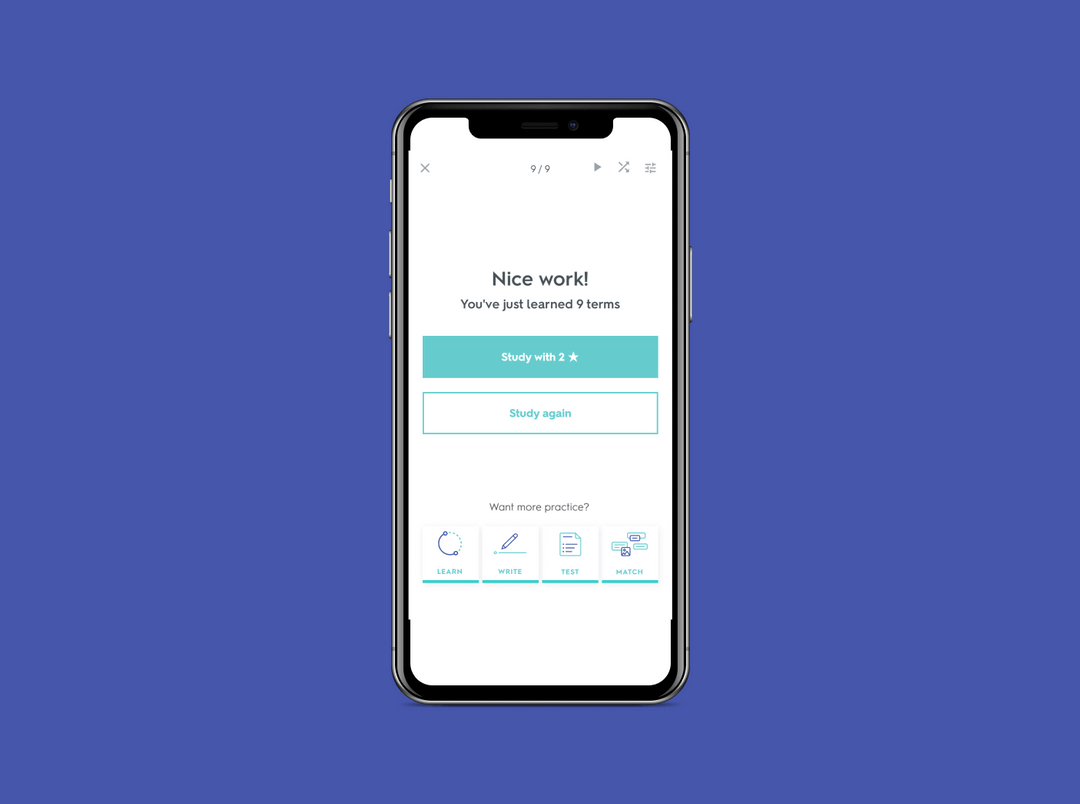 9 / 9
Nice work!
You've just learned 9 terms
Study with 2 ★
Study again
Want more practice?
LEARN
WRITE
TEST
MATCH